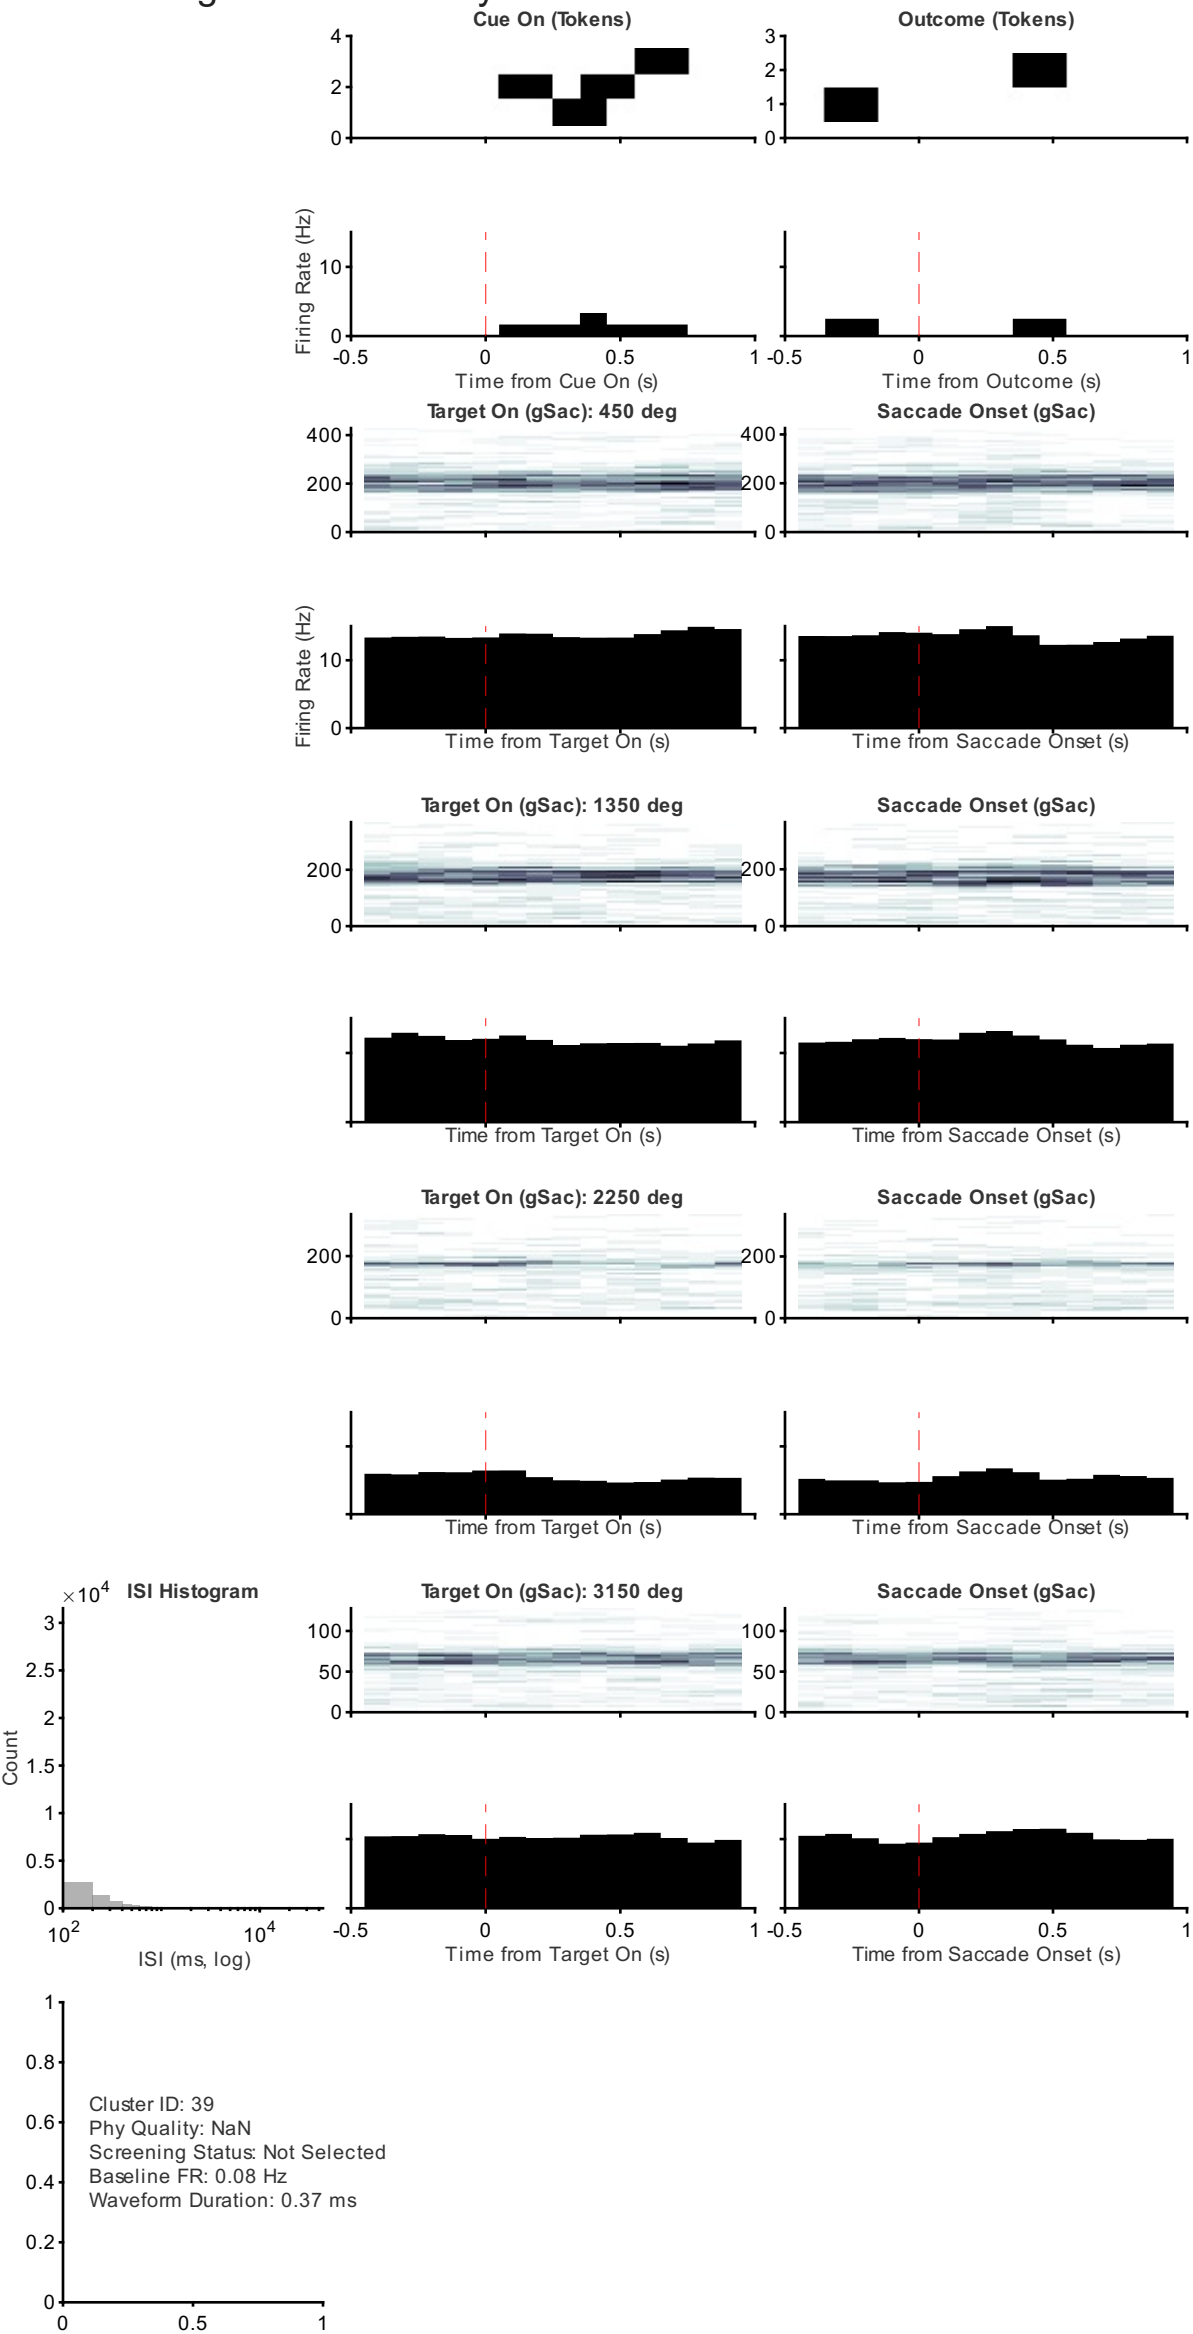 Cue On (Tokens)
Outcome (Tokens)
4
2
0
3
2
1
0
Firing Rate (Hz)
10
0
-0.5
0
0.5
1
-0.5
0
0.5
1
Time from Cue On (s)
Time from Outcome (s)
Target On (gSac): 450 deg
Saccade Onset (gSac)
400
200
0
400
200
0
Firing Rate (Hz)
10
0
Time from Target On (s)
Time from Saccade Onset (s)
Target On (gSac): 1350 deg
Saccade Onset (gSac)
200
0
200
0
Time from Target On (s)
Time from Saccade Onset (s)
Target On (gSac): 2250 deg
Saccade Onset (gSac)
200
0
200
0
Time from Target On (s)
Time from Saccade Onset (s)
×10⁴
ISI Histogram
Target On (gSac): 3150 deg
Saccade Onset (gSac)
3
2.5
2
1.5
1
0.5
0
Count
10²
10⁴
ISI (ms, log)
100
50
0
100
50
0
-0.5
0
0.5
1
-0.5
0
0.5
1
Time from Target On (s)
Time from Saccade Onset (s)
1
0.8
0.6
0.4
0.2
0
Cluster ID: 39
Phy Quality: NaN
Screening Status: Not Selected
Baseline FR: 0.08 Hz
Waveform Duration: 0.37 ms
0
0.5
1